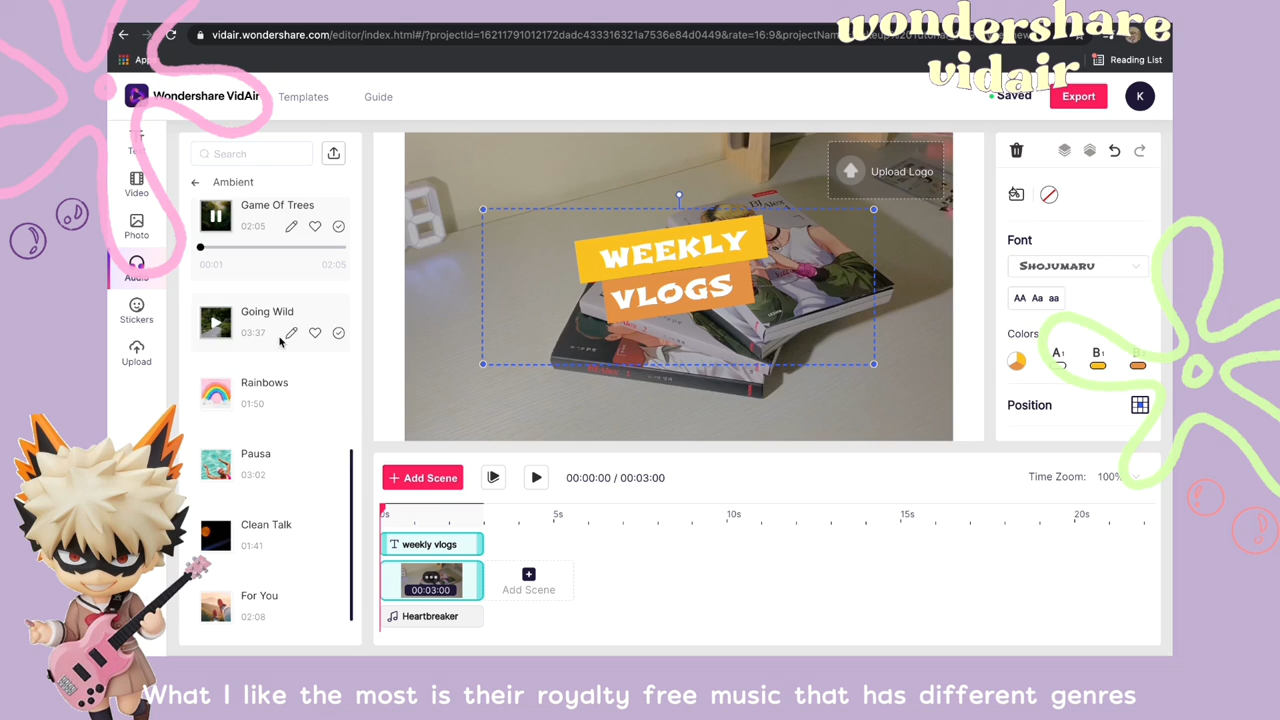 wondershare
vidair
vidair.wondershare.com/editor/index.html#/?projectId=16211791012172dadc433316321a7536e84d0449&rate=16:9&projectNam
Apps
Reading List
Wondershare VidAir
Templates
Guide
Saved
Export
K
Search
Ambient
Video
Photo
Audio
Stickers
Upload
Game Of Trees
02:05
00:01
02:05
Going Wild
03:37
Rainbows
01:50
Pausa
03:02
Clean Talk
01:41
For You
02:08
Upload Logo
WEEKLY
VLOGS
Font
Shojumaru
AA Aa aa
Colors
A1
B1
Position
+ Add Scene
00:00:00 / 00:03:00
Time Zoom:
100%
0s
5s
10s
15s
20s
T weekly vlogs
00:03:00
Add Scene
Heartbreaker
What I like the most is their royalty free music that has different genres